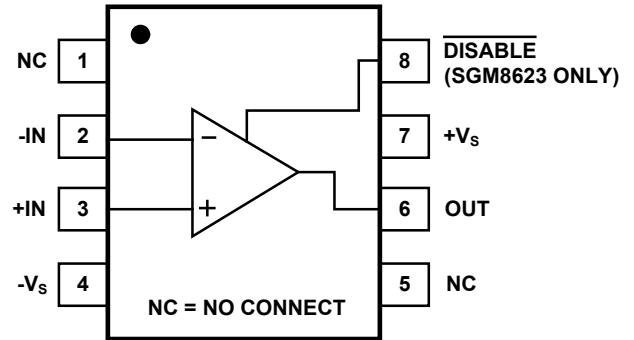 NC 1
-IN 2
+IN 3
-VS 4
8 DISABLE
(SGM8623 ONLY)
7 +VS
6 OUT
5 NC
−
+
NC = NO CONNECT